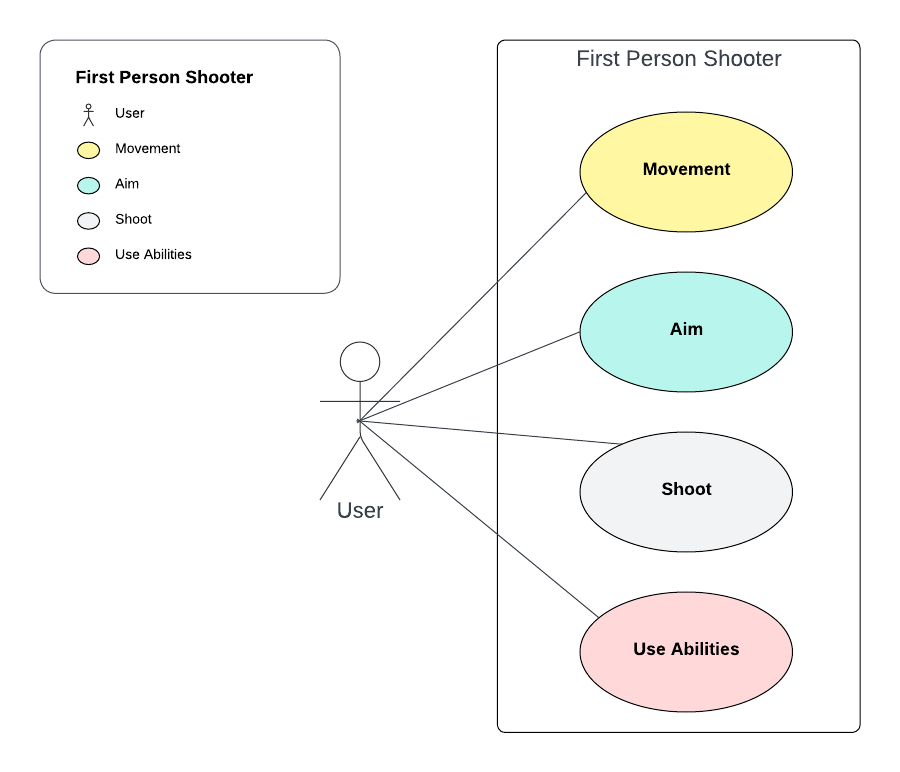 First Person Shooter
User
Movement
Aim
Shoot
Use Abilities
First Person Shooter
Movement
Aim
Shoot
Use Abilities
User